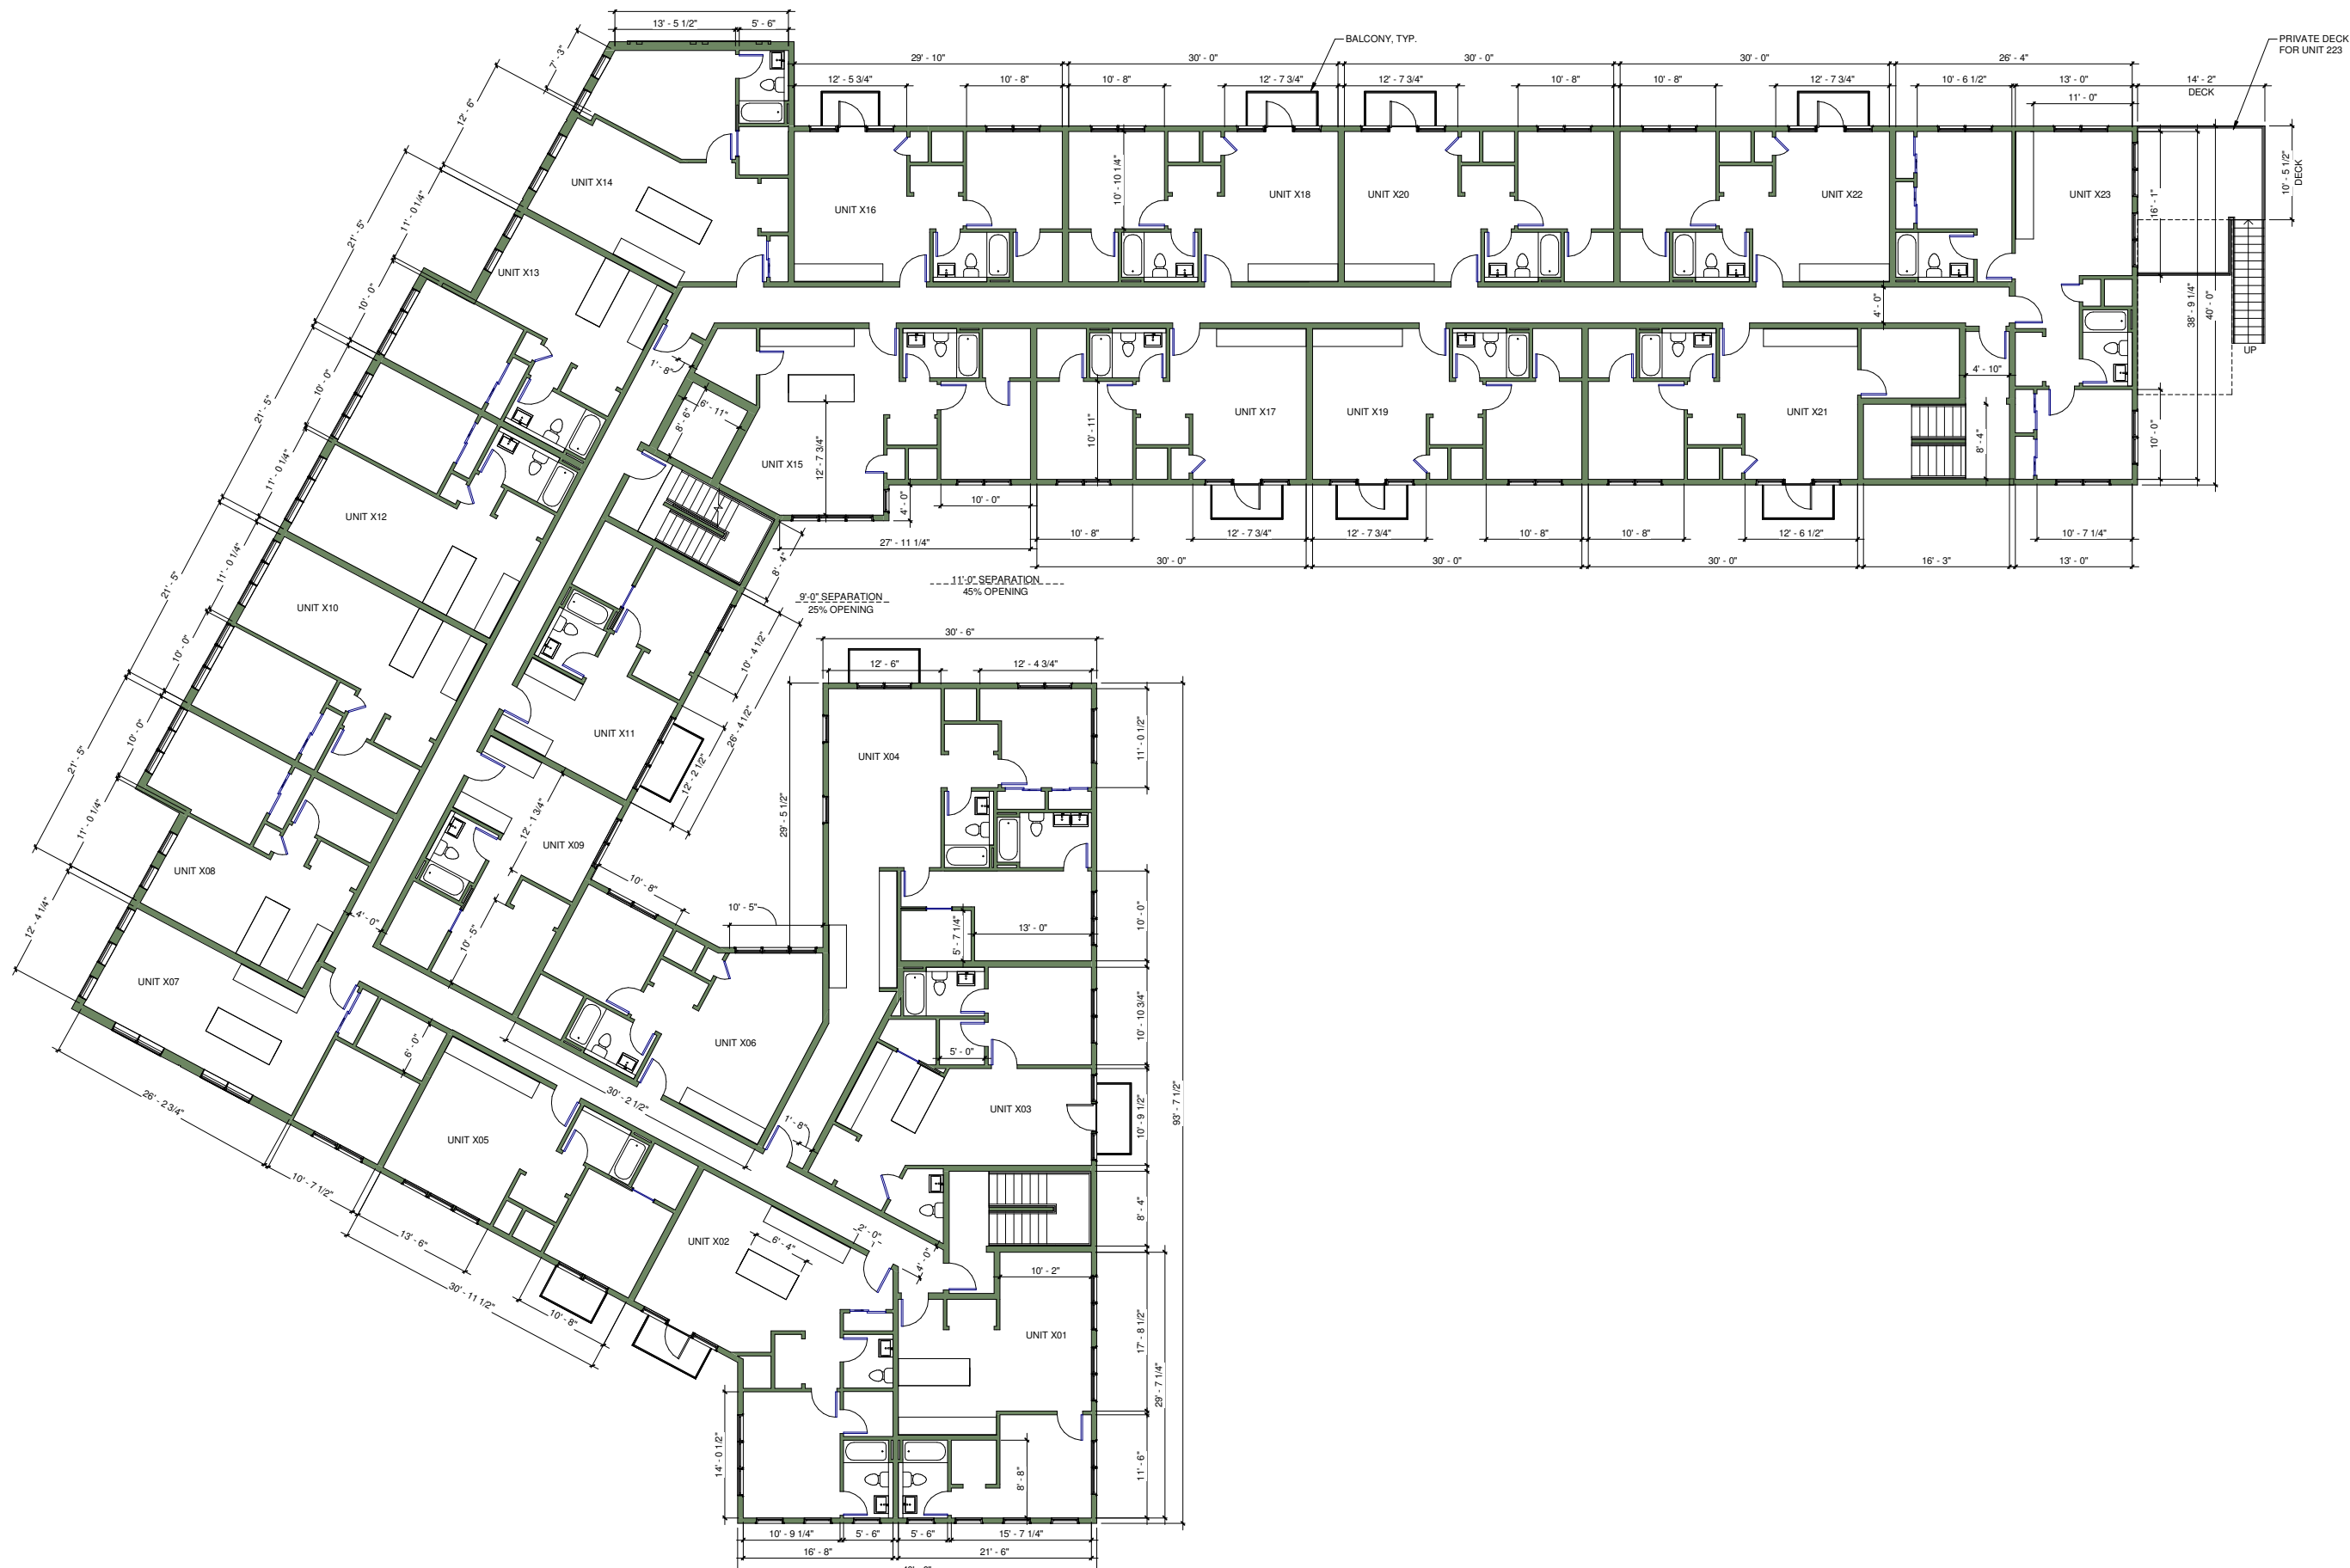 13' - 5 1/2"
5' - 6"
7' - 3"
BALCONY, TYP.
PRIVATE DECK
FOR UNIT 223
29' - 10"
30' - 0"
30' - 0"
30' - 0"
26' - 4"
12' - 5 3/4"
10' - 8"
10' - 8"
12' - 7 3/4"
12' - 7 3/4"
10' - 8"
10' - 8"
12' - 7 3/4"
10' - 6 1/2"
13' - 0"
14' - 2"
DECK
11' - 0"
12' - 6"
10' - 10 1/4"
10' - 5 1/2"
DECK
UNIT X14
UNIT X16
UNIT X18
UNIT X20
UNIT X22
UNIT X23
16' - 1"
11' - 0 1/4"
21' - 5"
UNIT X13
10' - 0"
4' - 0"
38' - 9 1/4"
40' - 0"
UP
1' - 8"
4' - 10"
10' - 0"
21' - 5"
6' - 11"
8' - 6"
UNIT X15
12' - 7 3/4"
10' - 11"
UNIT X17
UNIT X19
UNIT X21
8' - 4"
10' - 0"
11' - 0 1/4"
UNIT X12
10' - 0"
4' - 0"
27' - 11 1/4"
10' - 8"
12' - 7 3/4"
12' - 7 3/4"
10' - 8"
10' - 8"
12' - 6 1/2"
10' - 7 1/4"
30' - 0"
30' - 0"
30' - 0"
16' - 3"
13' - 0"
8' - 4"
11'-0" SEPARATION
45% OPENING
9'-0" SEPARATION
25% OPENING
11' - 0 1/4"
21' - 5"
UNIT X10
10' - 0"
10' - 4 1/2"
26' - 4 1/2"
12' - 2 1/2"
UNIT X11
30' - 6"
12' - 6"
12' - 4 3/4"
11' - 0 1/2"
UNIT X04
10' - 0"
21' - 5"
11' - 0 1/4"
12' - 1 3/4"
UNIT X09
29' - 5 1/2"
UNIT X08
12' - 4 1/4"
4' - 0"
10' - 5"
10' - 8"
10' - 5"
5' - 7 1/4"
13' - 0"
10' - 0"
UNIT X07
10' - 10 3/4"
6' - 0"
UNIT X06
5' - 0"
26' - 2 3/4"
30' - 2 1/2"
UNIT X03
10' - 9 1/2"
93' - 7 1/2"
1' - 8"
UNIT X05
10' - 7 1/2"
13' - 6"
30' - 11 1/2"
10' - 8"
UNIT X02
6' - 4"
2' - 0"
4' - 0"
8' - 4"
10' - 2"
UNIT X01
17' - 8 1/2"
29' - 7 1/4"
14' - 0 1/2"
8' - 8"
11' - 6"
10' - 9 1/4"
5' - 6"
5' - 6"
15' - 7 1/4"
16' - 8"
21' - 6"